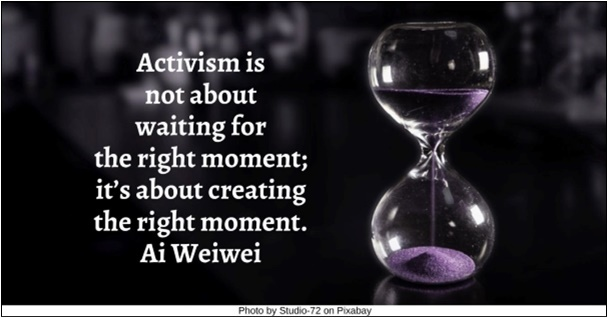 Activism is
not about
waiting for
the right moment;
it's about creating
the right moment.
Ai Weiwei
Photo by Studio-72 on Pixabay